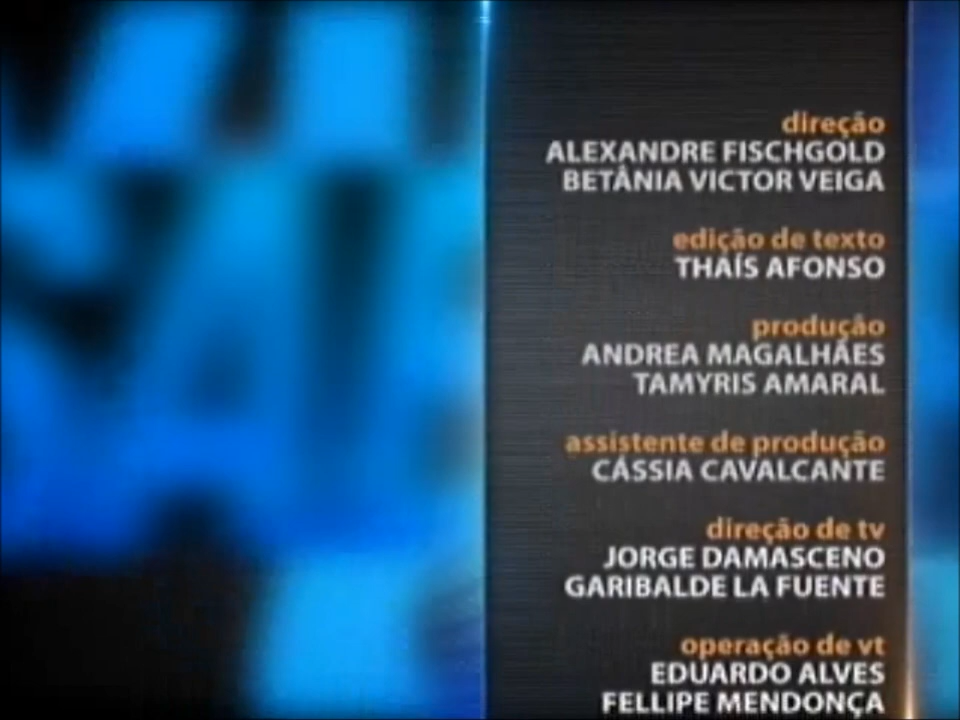 direção
ALEXANDRE FISCHGOLD
BETÂNIA VICTOR VEIGA
edição de texto
THAÍS AFONSO
produção
ANDREA MAGALHÃES
TAMYRIS AMARAL
assistente de produção
CÁSSIA CAVALCANTE
direção de tv
JORGE DAMASCENO
GARIBALDE LA FUENTE
operação de vt
EDUARDO ALVES
FELLIPE MENDONÇA